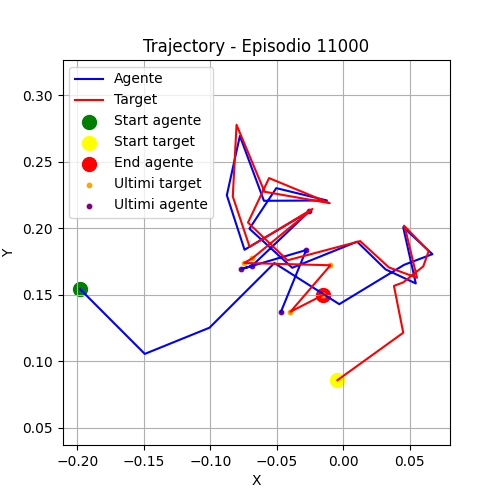 Trajectory - Episodio 11000
Agente
Target
Start agente
Start target
End agente
Ultimi target
Ultimi agente
Y
0.30
0.25
0.20
0.15
0.10
0.05
−0.20
−0.15
−0.10
−0.05
0.00
0.05
X